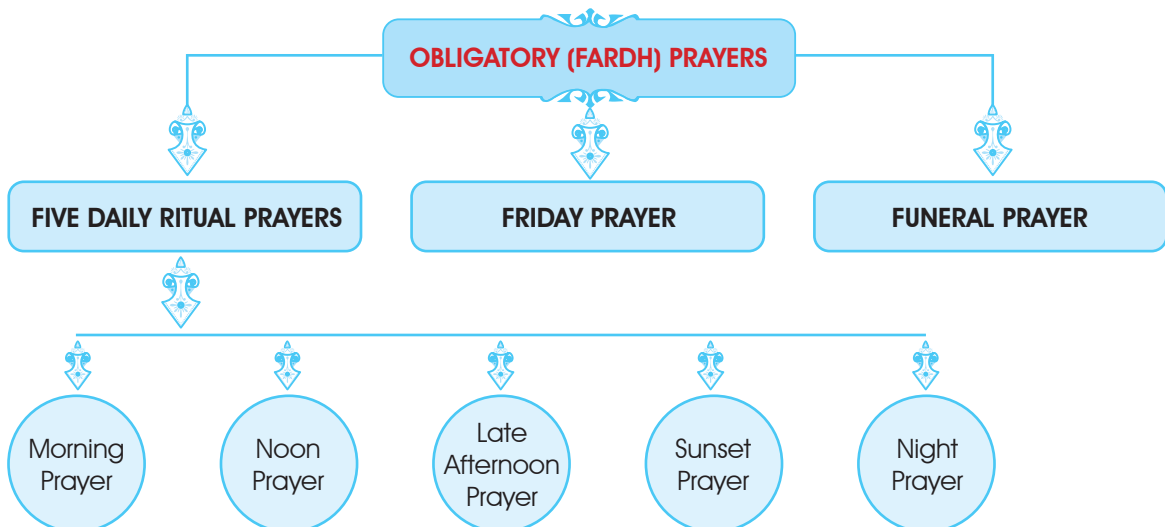 OBLIGATORY (FARDH) PRAYERS
FIVE DAILY RITUAL PRAYERS
FRIDAY PRAYER
FUNERAL PRAYER
Morning
Prayer
Noon
Prayer
Late
Afternoon
Prayer
Sunset
Prayer
Night
Prayer